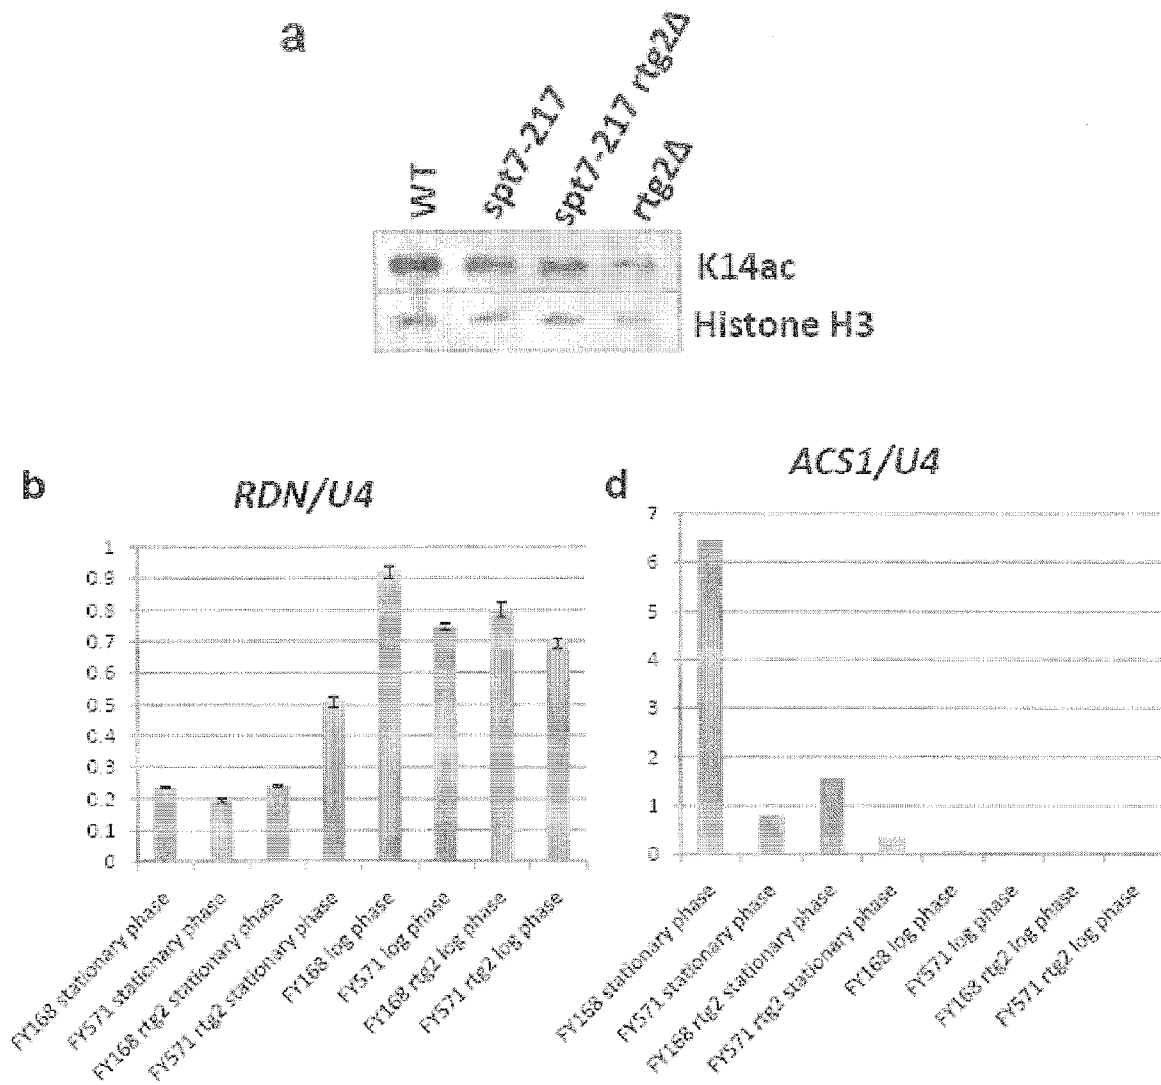 a
WT
spt7-217
spt7-217 rtg2Δ
rtg2Δ
K14ac
Histone H3
b
RDN/U4
1
0.9
0.8
0.7
0.6
0.5
0.4
0.3
0.2
0.1
0
FY168 stationary phase
FY571 stationary phase
FY168 rtg2 stationary phase
FY571 rtg2 stationary phase
FY168 log phase
FY571 log phase
FY168 rtg2 log phase
FY571 rtg2 log phase
d
ACS1/U4
7
6
5
4
3
2
1
0
FY168 stationary phase
FY571 stationary phase
FY168 rtg2 stationary phase
FY571 rtg2 stationary phase
FY168 log phase
FY571 log phase
FY168 rtg2 log phase
FY571 rtg2 log phase